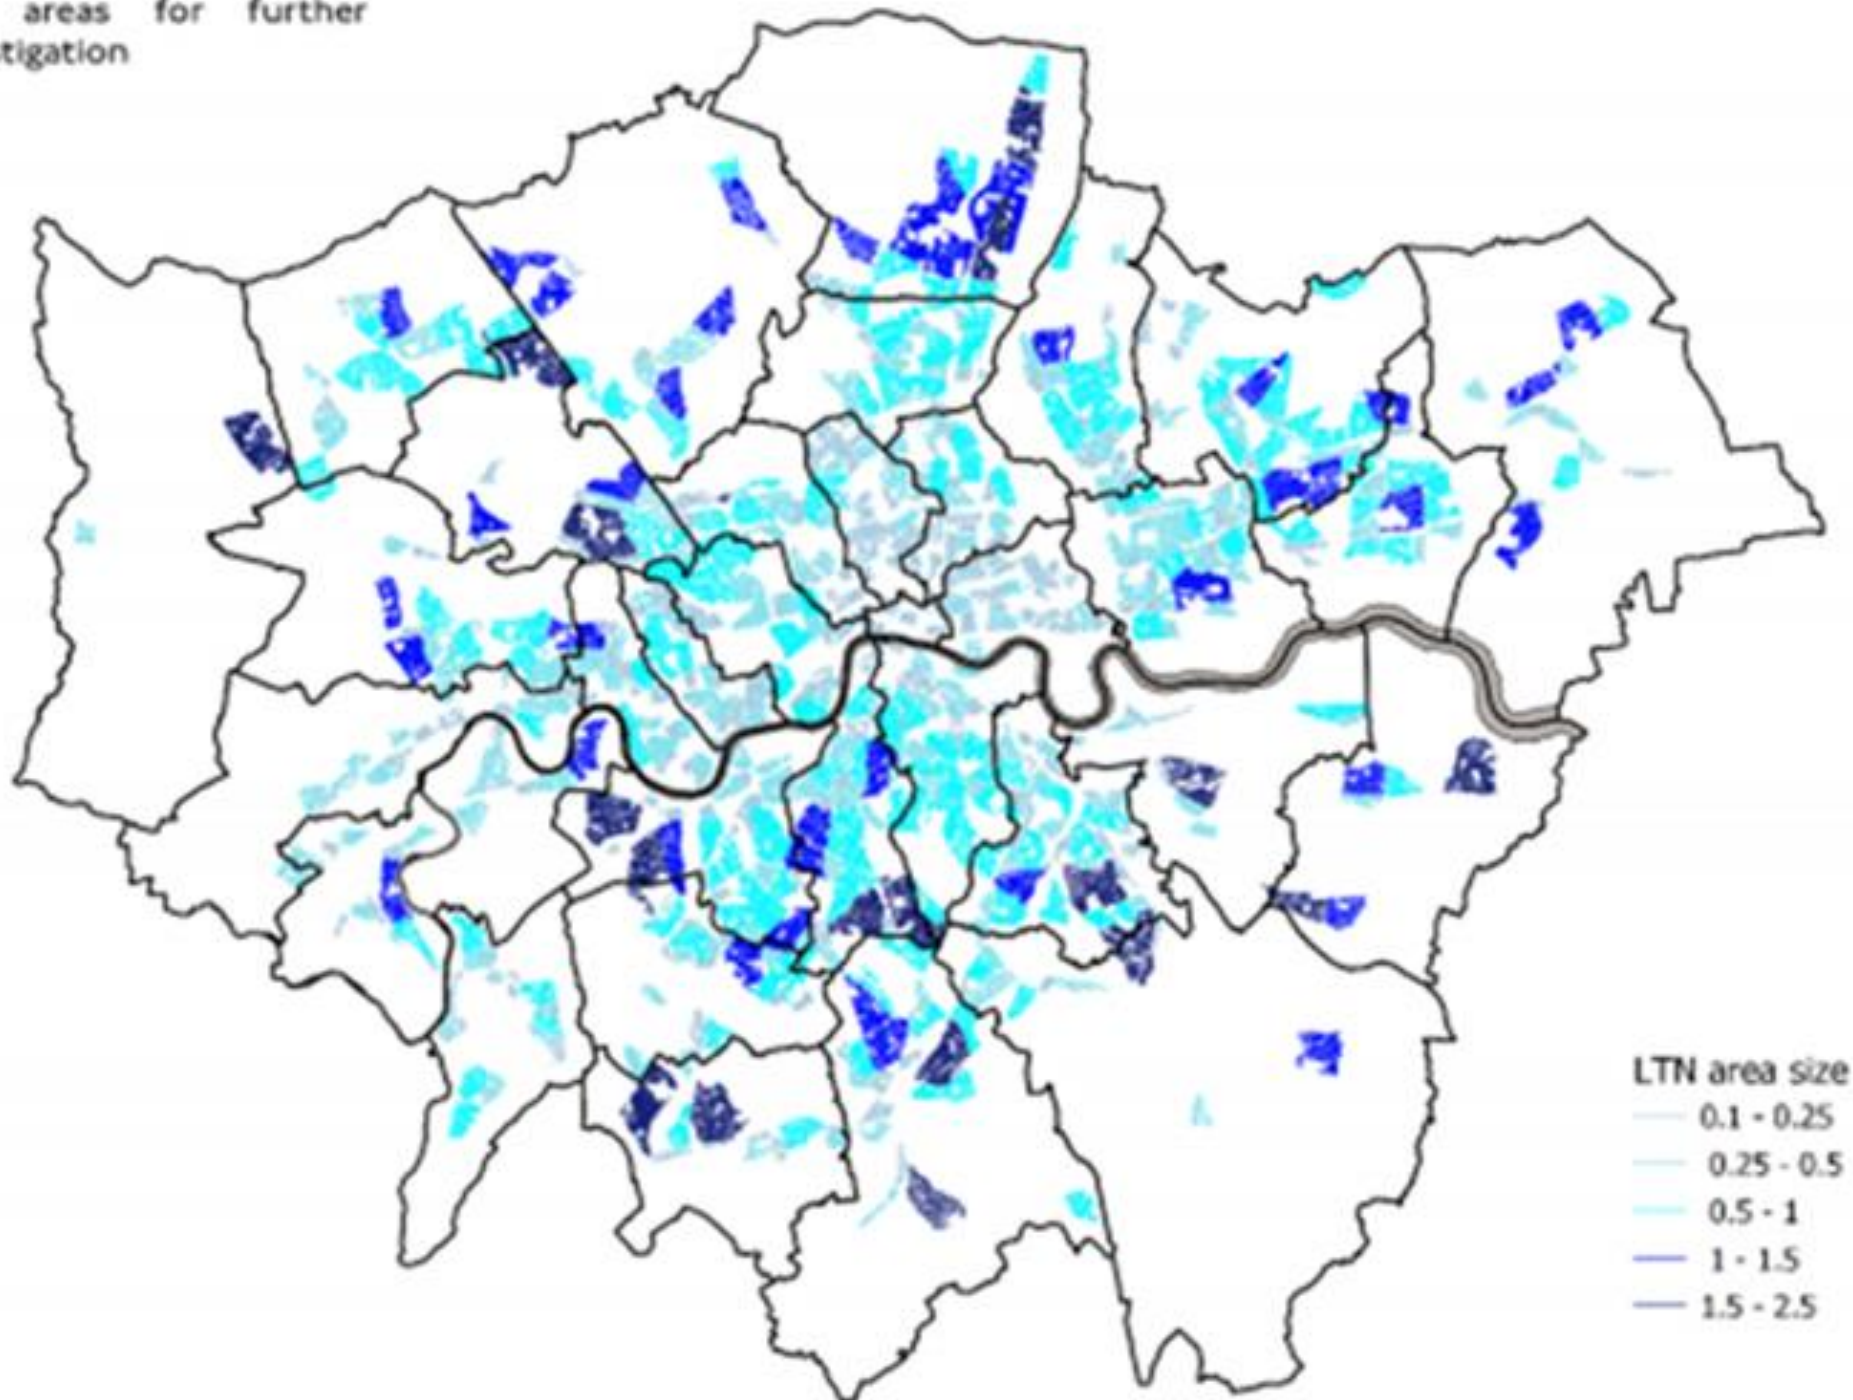 areas for further
tigation
LTN area size
0.1 - 0.25
0.25 - 0.5
0.5 - 1
1 - 1.5
1.5 - 2.5